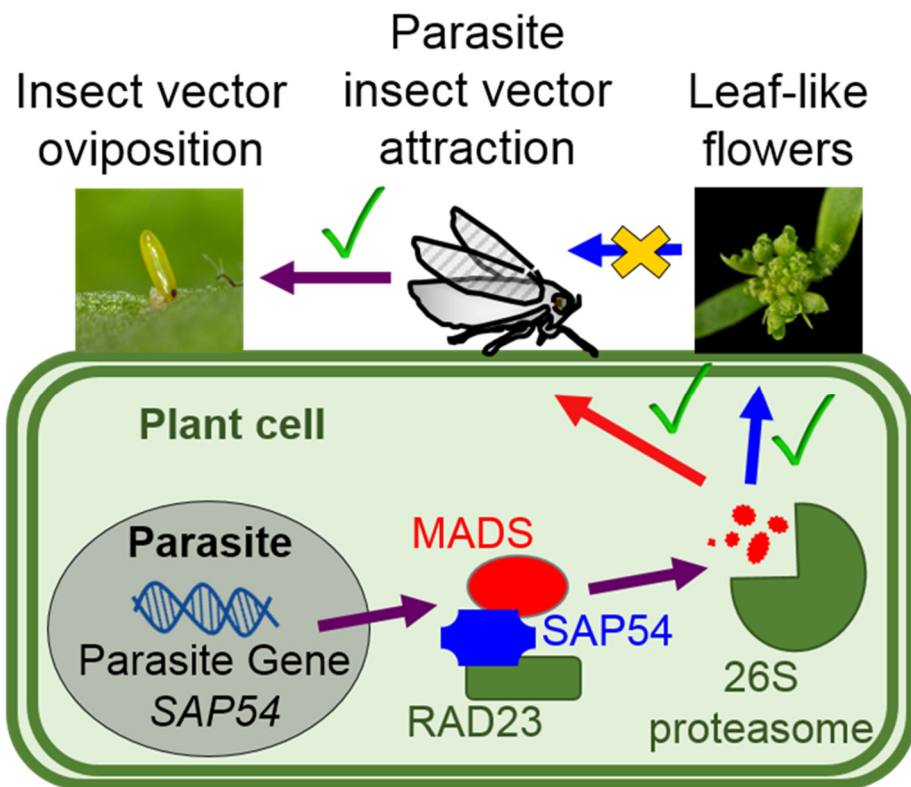 Insect vector
oviposition
Parasite
insect vector
attraction
Leaf-like
flowers
Plant cell
Parasite
Parasite Gene
SAP54
MADS
SAP54
RAD23
26S
proteasome